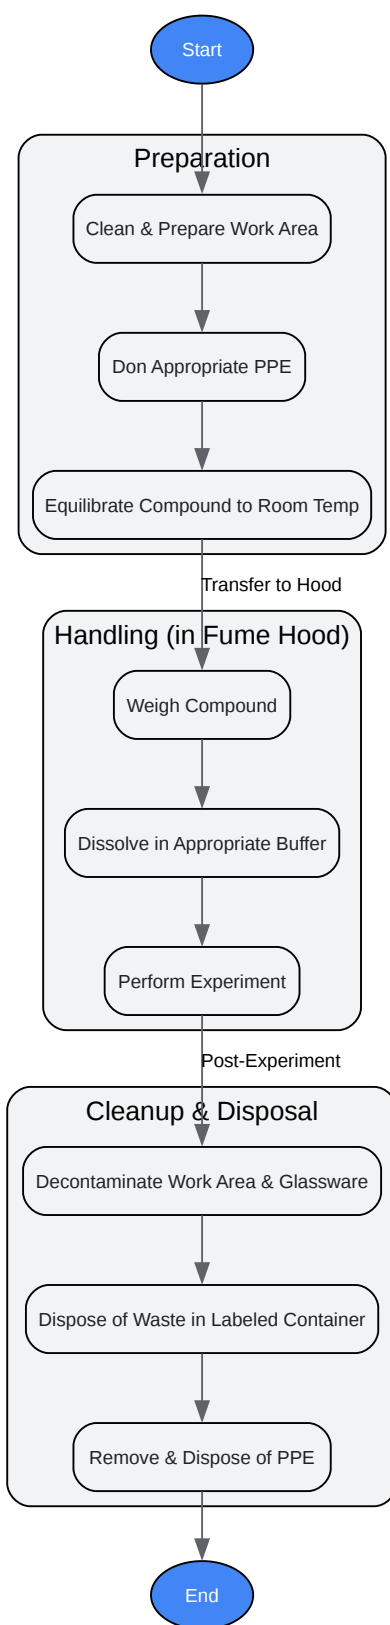 Start
Preparation
Clean & Prepare Work Area
Don Appropriate PPE
Equilibrate Compound to Room Temp
Transfer to Hood
Handling (in Fume Hood)
Weigh Compound
Dissolve in Appropriate Buffer
Perform Experiment
Post-Experiment
Cleanup & Disposal
Decontaminate Work Area & Glassware
Dispose of Waste in Labeled Container
Remove & Dispose of PPE
End